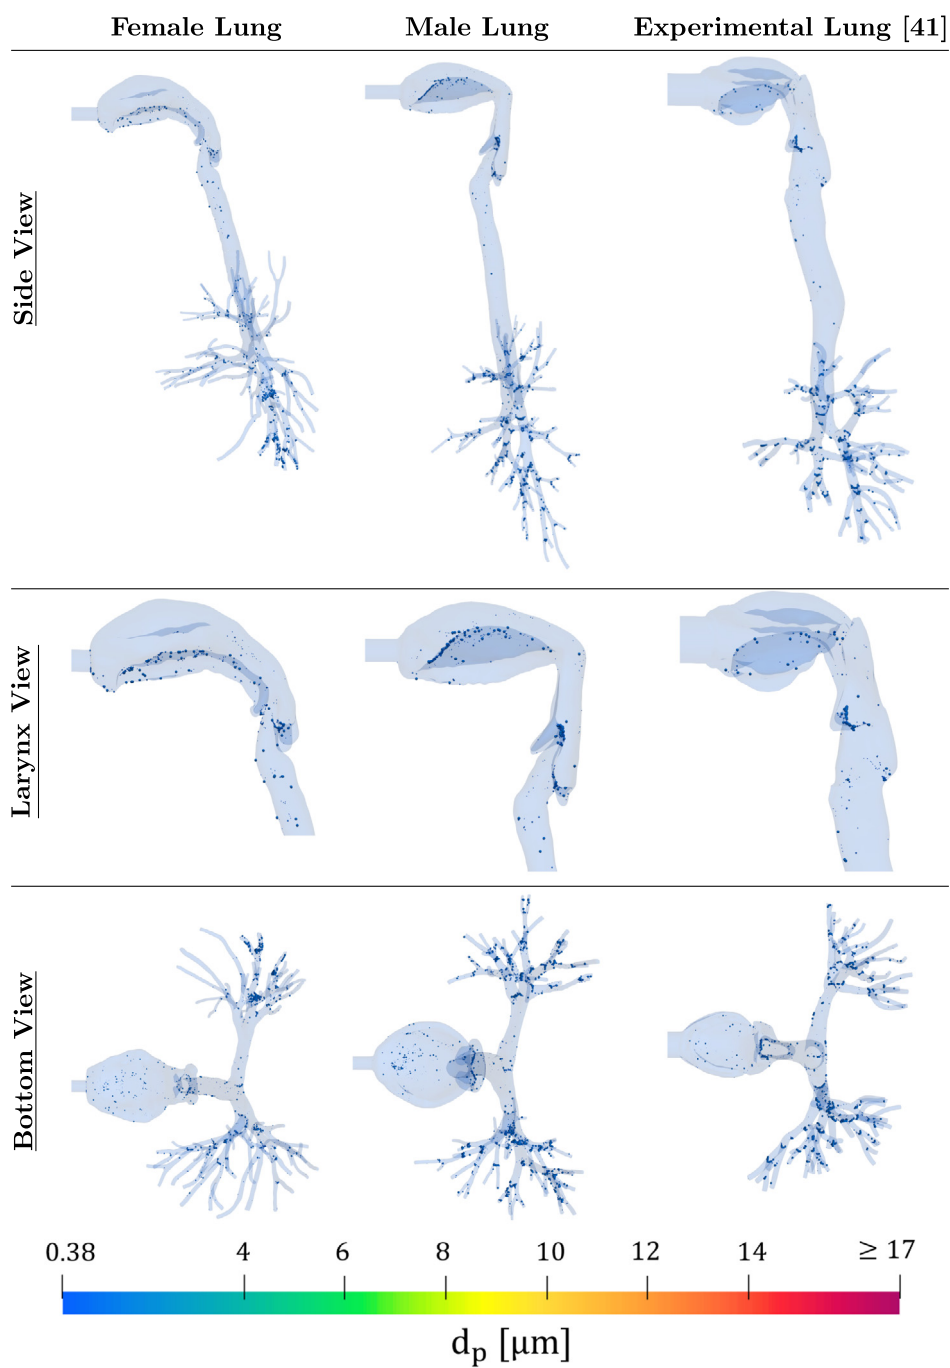 Female Lung Male Lung Experimental Lung [41]
Side View
Larynx View
Bottom View
0.38 4 6 8 10 12 14 ≥ 17
dₚ [μm]